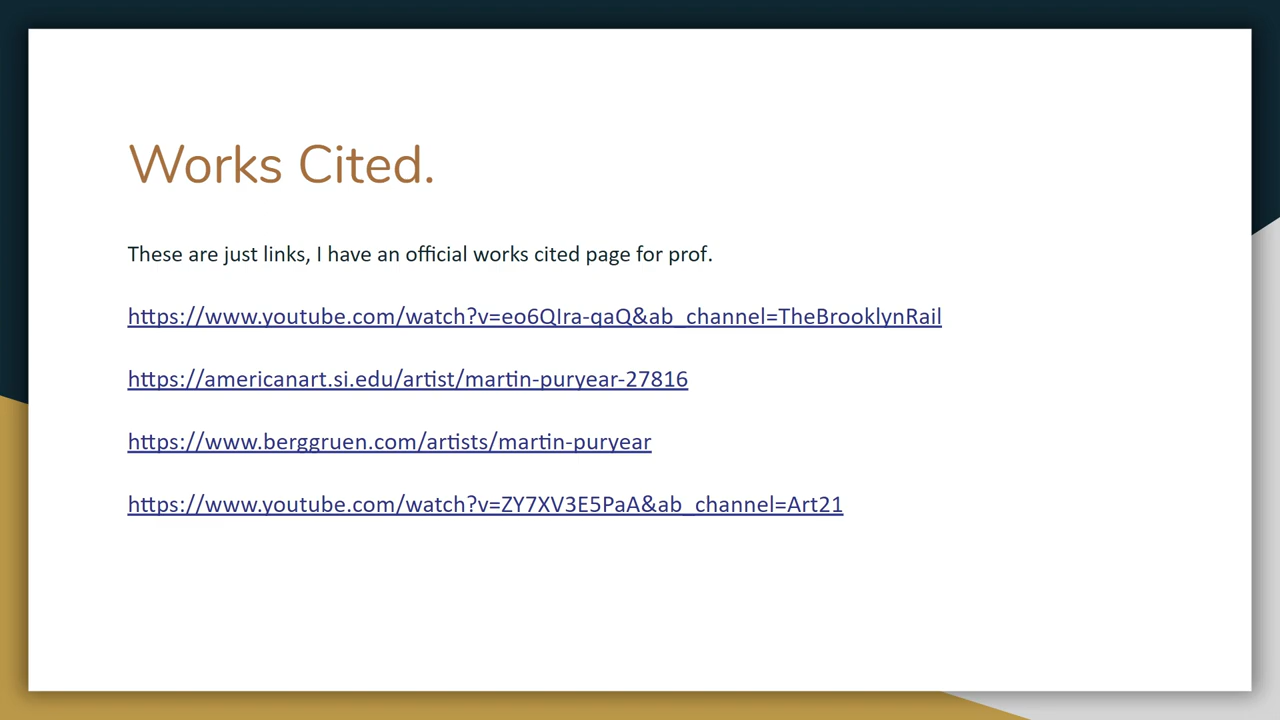 Works Cited.
These are just links, I have an official works cited page for prof.
https://www.youtube.com/watch?v=eo6QIra-qaQ&ab_channel=TheBrooklynRail
https://americanart.si.edu/artist/martin-puryear-27816
https://www.berggruen.com/artists/martin-puryear
https://www.youtube.com/watch?v=ZY7XV3E5PaA&ab_channel=Art21